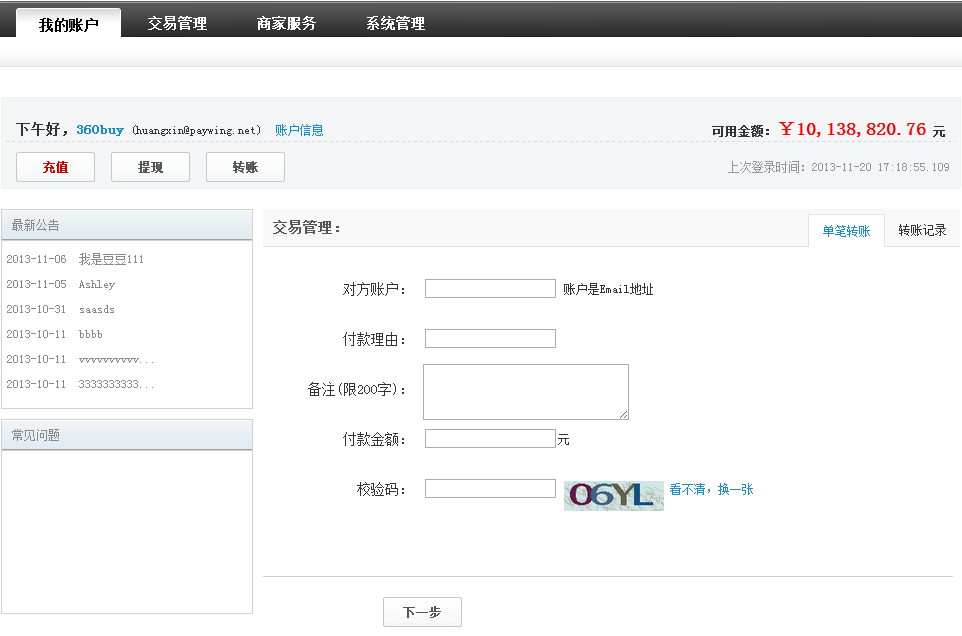 我的账户 交易管理 商家服务 系统管理
下午好，360buy (huangxin@paywing.net) 账户信息 可用金额：￥10,138,820.76 元
充值 提现 转账 上次登录时间：2013-11-20 17:18:55.109
最新公告
2013-11-06 我是豆豆111
2013-11-05 Ashley
2013-10-31 saasds
2013-10-11 bbbb
2013-10-11 vvvvvvvvvv...
2013-10-11 3333333333...
常见问题
交易管理： 单笔转账 转账记录
对方账户： 账户是Email地址
付款理由：
备注(限200字)：
付款金额： 元
校验码： O6YL 看不清，换一张
下一步